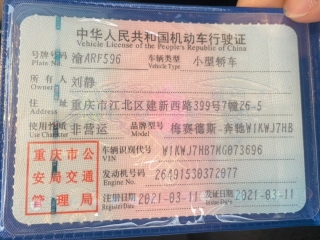 中华人民共和国机动车行驶证
Vehicle License of the People's Republic of China
号牌号码 渝ARF596 车辆类型 小型轿车
Plate No. Vehicle Type
所有人 刘静
Owner
住址 重庆市江北区建新西路399号7幢26-5
Address
使用性质 非营运 品牌型号 梅赛德斯-奔驰W1KWJ7HB
Use Character
重庆市公安局交通管理局
车辆识别代号 W1KWJ7HB7MG073696
VIN
发动机号码 26491530372077
Engine No.
注册日期 2021-03-11 发证日期 2021-03-11
Register Date Issue Date